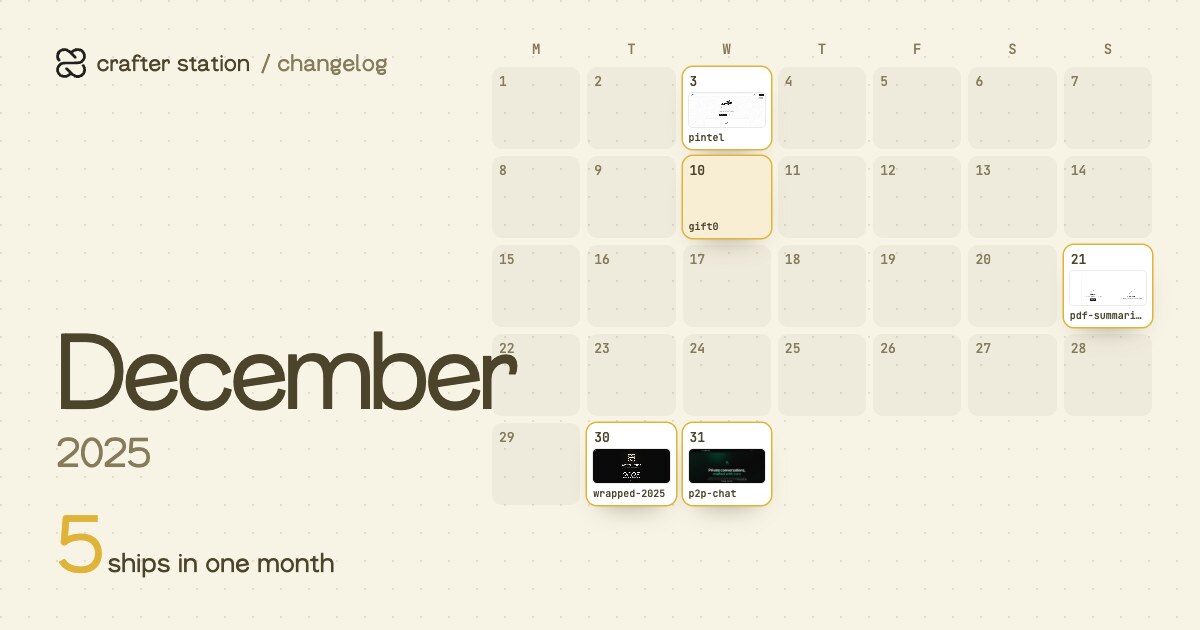 crafter station / changelog
M T W T F S S
1 2 3 4 5 6 7
pintel
8 9 10 11 12 13 14
gift0
15 16 17 18 19 20 21
pdf-summari…
22 23 24 25 26 27 28
29 30 31
wrapped-2025 p2p-chat
December
2025
5 ships in one month